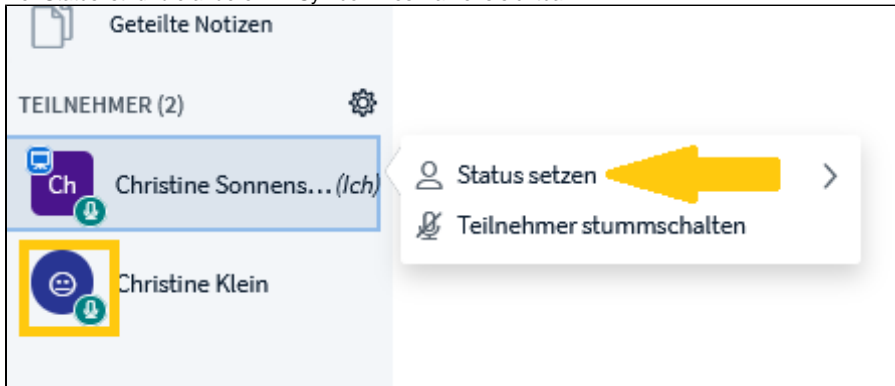 Geteilte Notizen
TEILNEHMER (2)
Ch Christine Sonnens... (Ich)
Status setzen
Teilnehmer stummschalten
Christine Klein